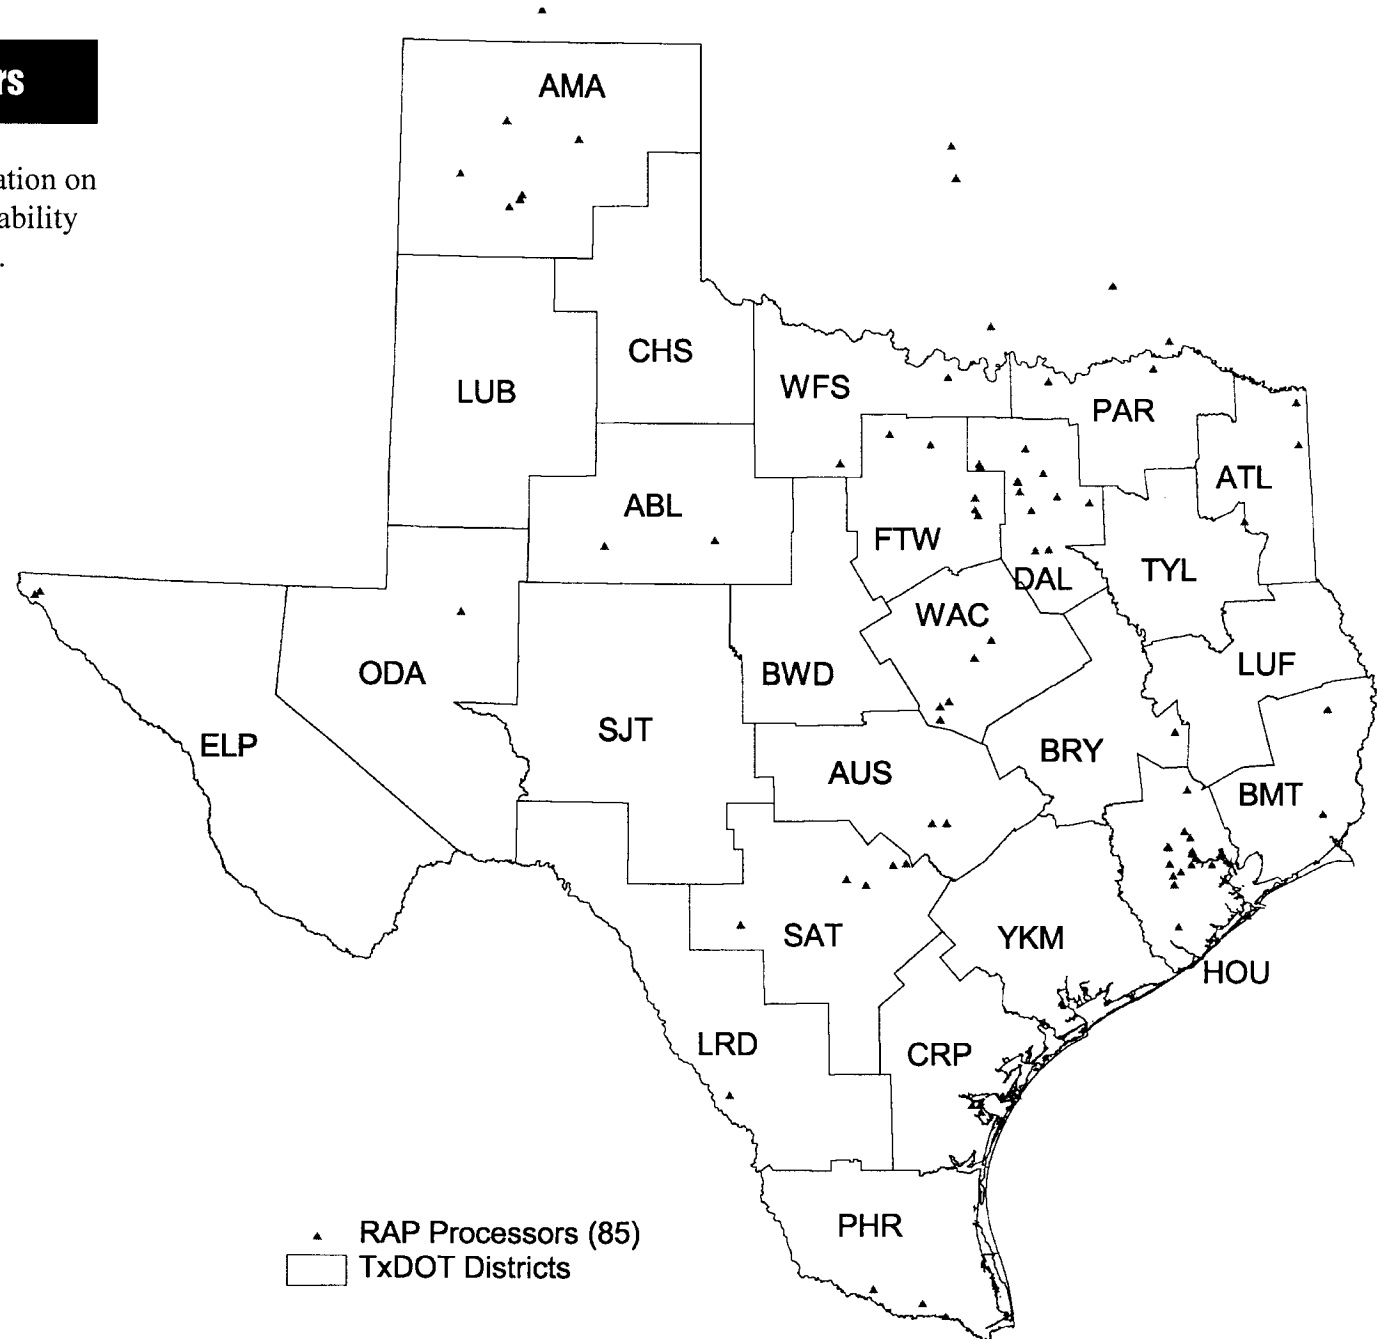 rs
ation on
ability
.
AMA
CHS
LUB
WFS
PAR
ATL
ABL
FTW
DAL
TYL
WAC
LUF
ODA
BWD
SJT
ELP
BRY
AUS
BMT
SAT
YKM
HOU
LRD
CRP
PHR
RAP Processors (85)
TxDOT Districts